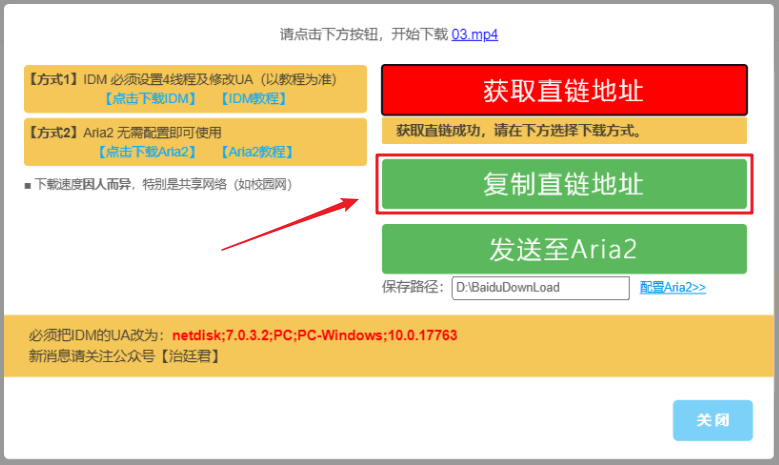 请点击下方按钮，开始下载 03.mp4
【方式1】IDM 必须设置4线程及修改UA（以教程为准）
【点击下载IDM】 【IDM教程】
【方式2】Aria2 无需配置即可使用
【点击下载Aria2】 【Aria2教程】
■ 下载速度因人而异，特别是共享网络（如校园网）
获取直链地址
获取直链成功，请在下方选择下载方式。
复制直链地址
发送至Aria2
保存路径： D:\BaiduDownLoad 配置Aria2>>
必须把IDM的UA改为：netdisk;7.0.3.2;PC;PC-Windows;10.0.17763
新消息请关注公众号【治廷君】
关闭